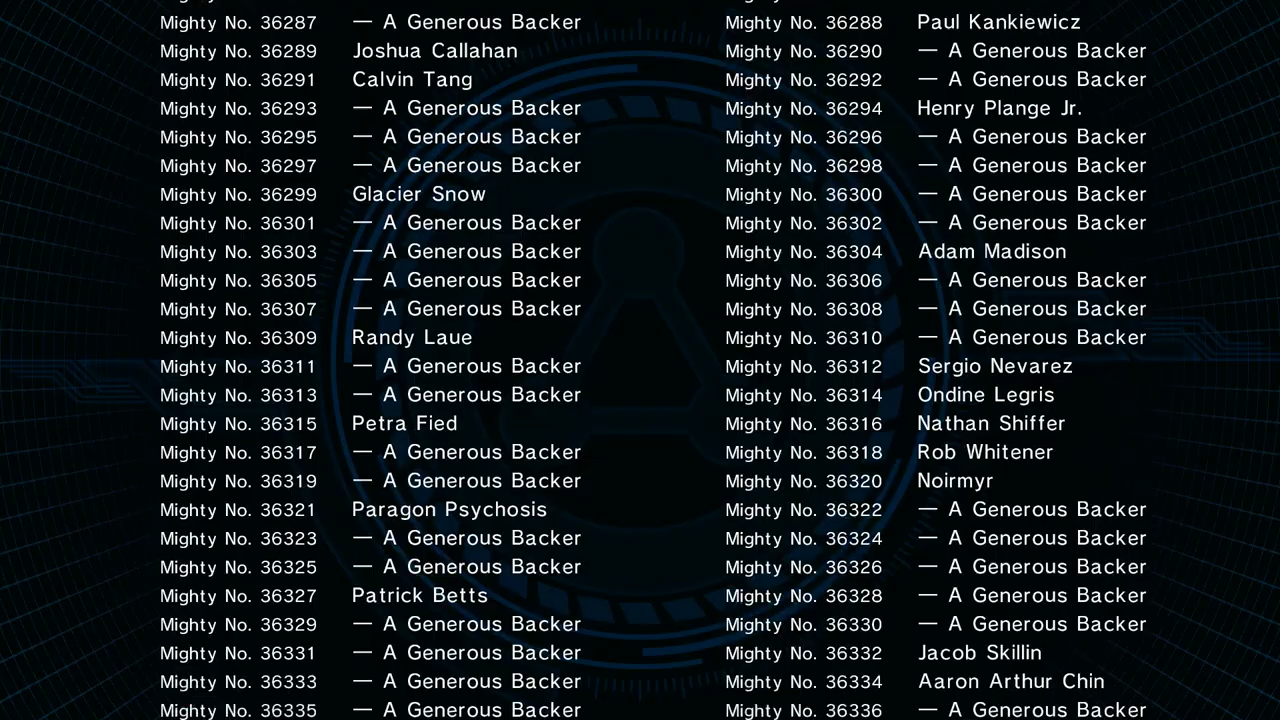 Mighty No. 36287 — A Generous Backer Mighty No. 36288 Paul Kankiewicz
Mighty No. 36289 Joshua Callahan Mighty No. 36290 — A Generous Backer
Mighty No. 36291 Calvin Tang Mighty No. 36292 — A Generous Backer
Mighty No. 36293 — A Generous Backer Mighty No. 36294 Henry Plange Jr.
Mighty No. 36295 — A Generous Backer Mighty No. 36296 — A Generous Backer
Mighty No. 36297 — A Generous Backer Mighty No. 36298 — A Generous Backer
Mighty No. 36299 Glacier Snow Mighty No. 36300 — A Generous Backer
Mighty No. 36301 — A Generous Backer Mighty No. 36302 — A Generous Backer
Mighty No. 36303 — A Generous Backer Mighty No. 36304 Adam Madison
Mighty No. 36305 — A Generous Backer Mighty No. 36306 — A Generous Backer
Mighty No. 36307 — A Generous Backer Mighty No. 36308 — A Generous Backer
Mighty No. 36309 Randy Laue Mighty No. 36310 — A Generous Backer
Mighty No. 36311 — A Generous Backer Mighty No. 36312 Sergio Nevarez
Mighty No. 36313 — A Generous Backer Mighty No. 36314 Ondine Legris
Mighty No. 36315 Petra Fied Mighty No. 36316 Nathan Shiffer
Mighty No. 36317 — A Generous Backer Mighty No. 36318 Rob Whitener
Mighty No. 36319 — A Generous Backer Mighty No. 36320 Noirmyr
Mighty No. 36321 Paragon Psychosis Mighty No. 36322 — A Generous Backer
Mighty No. 36323 — A Generous Backer Mighty No. 36324 — A Generous Backer
Mighty No. 36325 — A Generous Backer Mighty No. 36326 — A Generous Backer
Mighty No. 36327 Patrick Betts Mighty No. 36328 — A Generous Backer
Mighty No. 36329 — A Generous Backer Mighty No. 36330 — A Generous Backer
Mighty No. 36331 — A Generous Backer Mighty No. 36332 Jacob Skillin
Mighty No. 36333 — A Generous Backer Mighty No. 36334 Aaron Arthur Chin
Mighty No. 36335 — A Generous Backer Mighty No. 36336 — A Generous Backer